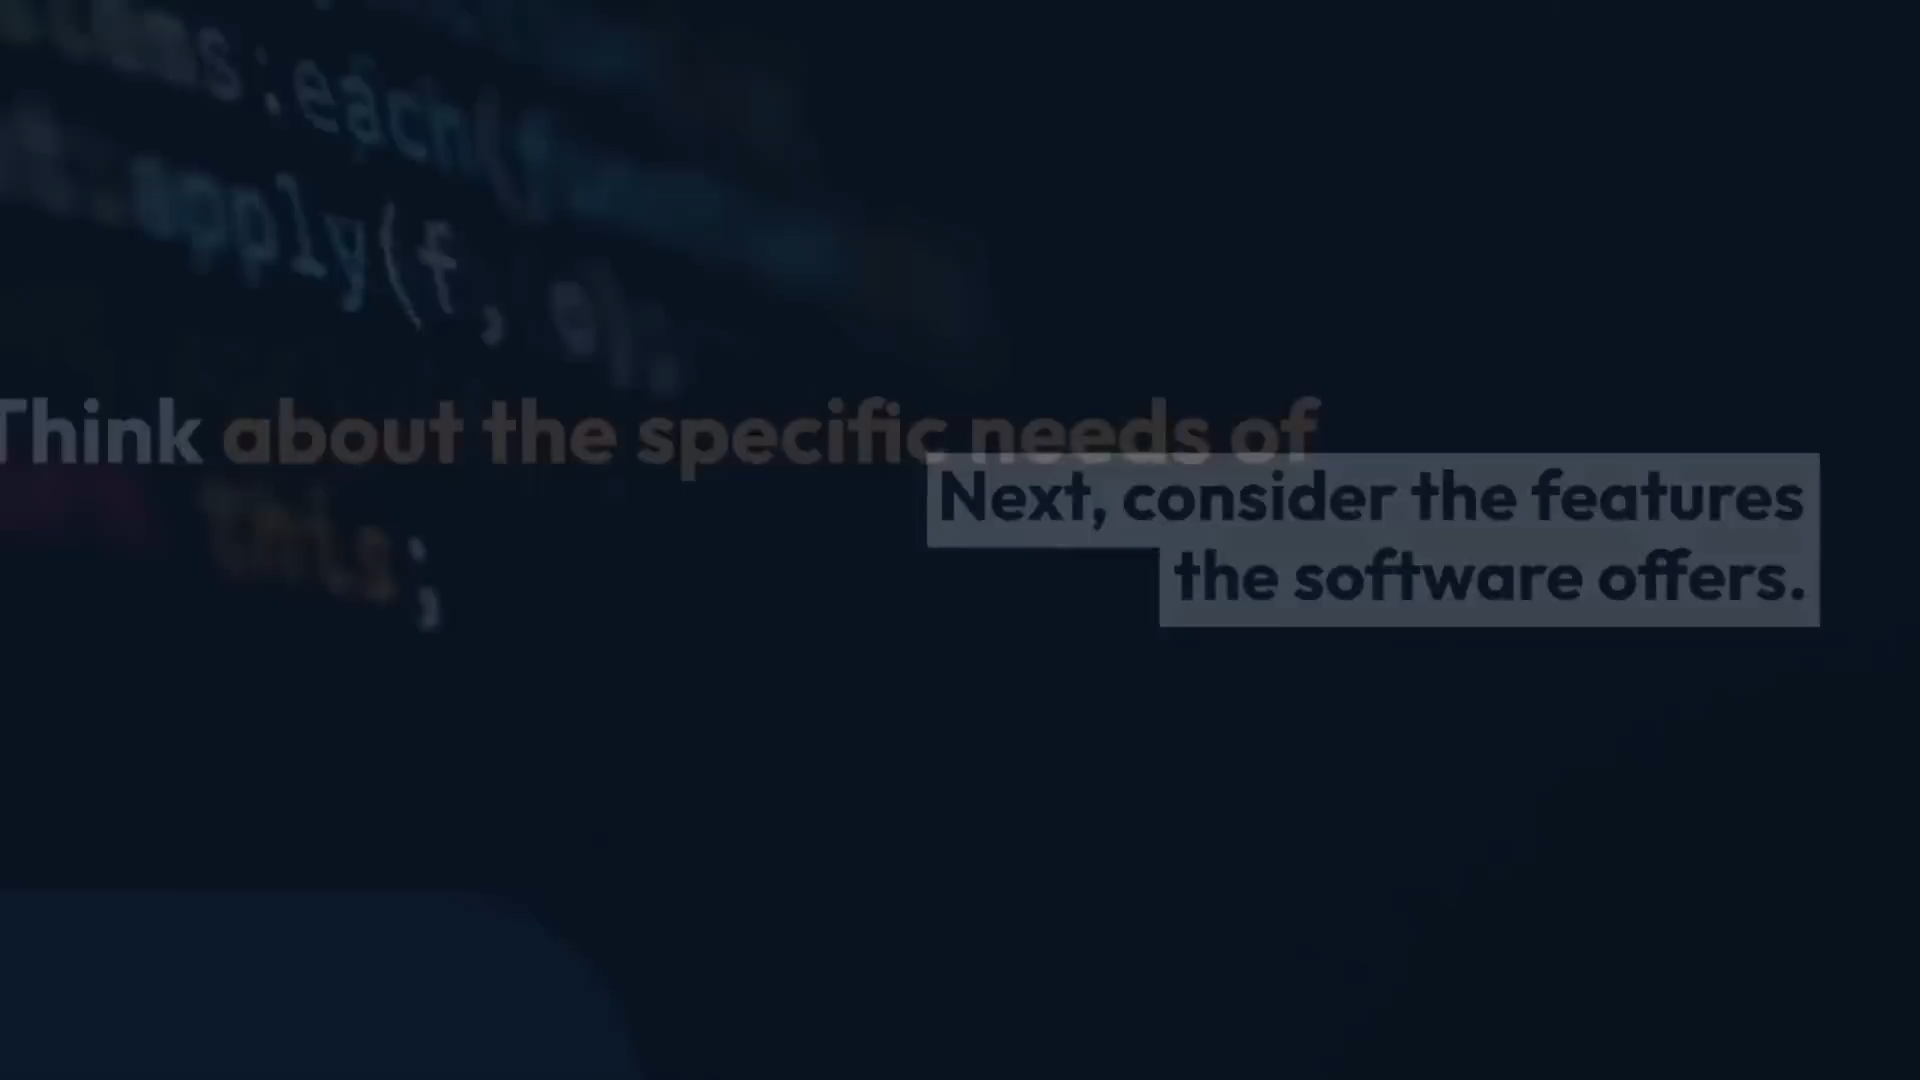 :each(f
apply(f, e);
Think about the specific needs of
this;
Next, consider the features
the software offers.